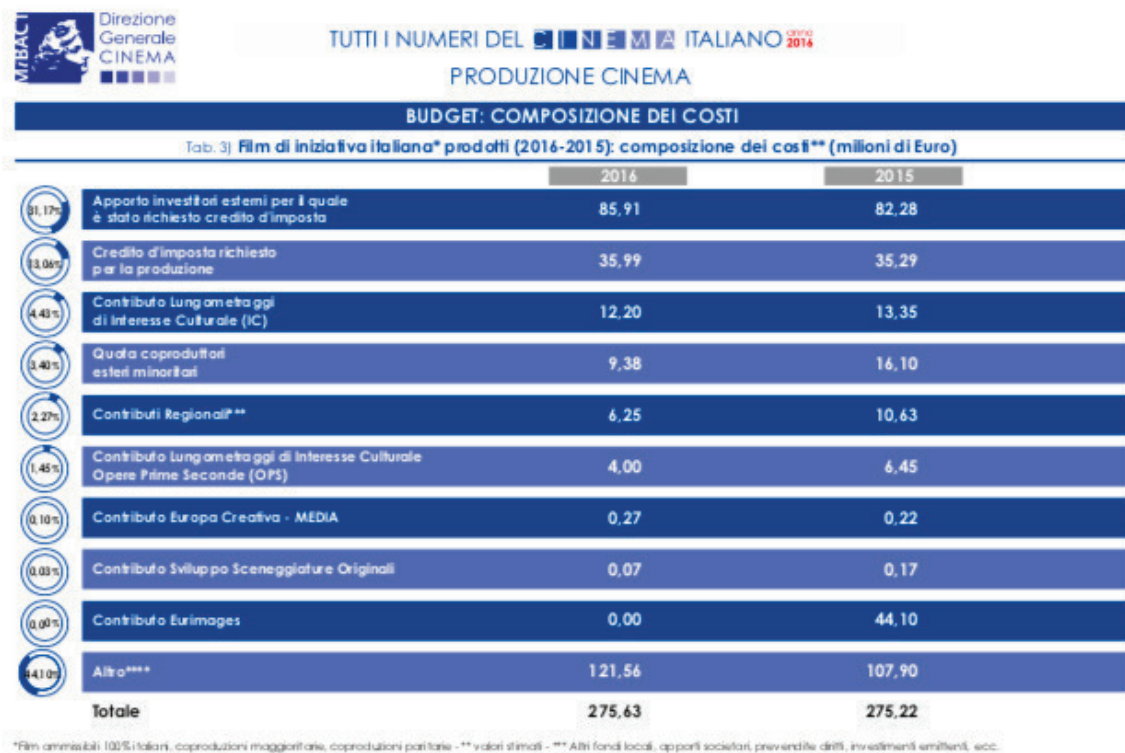 MiBACT
Direzione
Generale
CINEMA
TUTTI I NUMERI DEL CINEMA ITALIANO anno 2016
PRODUZIONE CINEMA
BUDGET: COMPOSIZIONE DEI COSTI
Tab. 3) Film di iniziativa italiana* prodotti (2016-2015): composizione dei costi** (milioni di Euro)
2016 2015
31,17% Apporto investitori esterni per il quale
è stato richiesto credito d'imposta 85,91 82,28
13,06% Credito d'imposta richiesto
per la produzione 35,99 35,29
4,43% Contributo Lungometraggi
di Interesse Culturale (IC) 12,20 13,35
3,40% Quota coproduttori
esteri minoritari 9,38 16,10
2,27% Contributi Regionali*** 6,25 10,63
1,45% Contributo Lungometraggi di Interesse Culturale
Opere Prime Seconde (OPS) 4,00 6,45
0,10% Contributo Europa Creativa - MEDIA 0,27 0,22
0,03% Contributo Sviluppo Sceneggiature Originali 0,07 0,17
0,00% Contributo Eurimages 0,00 44,10
44,10% Altro**** 121,56 107,90
Totale 275,63 275,22
*Film ammissibili 100% italiani, coproduzioni maggioritarie, coproduzioni paritarie - ** valori stimati - *** Altri fondi locali, apporti societari, prevendite diritti, investimenti emittenti, ecc.